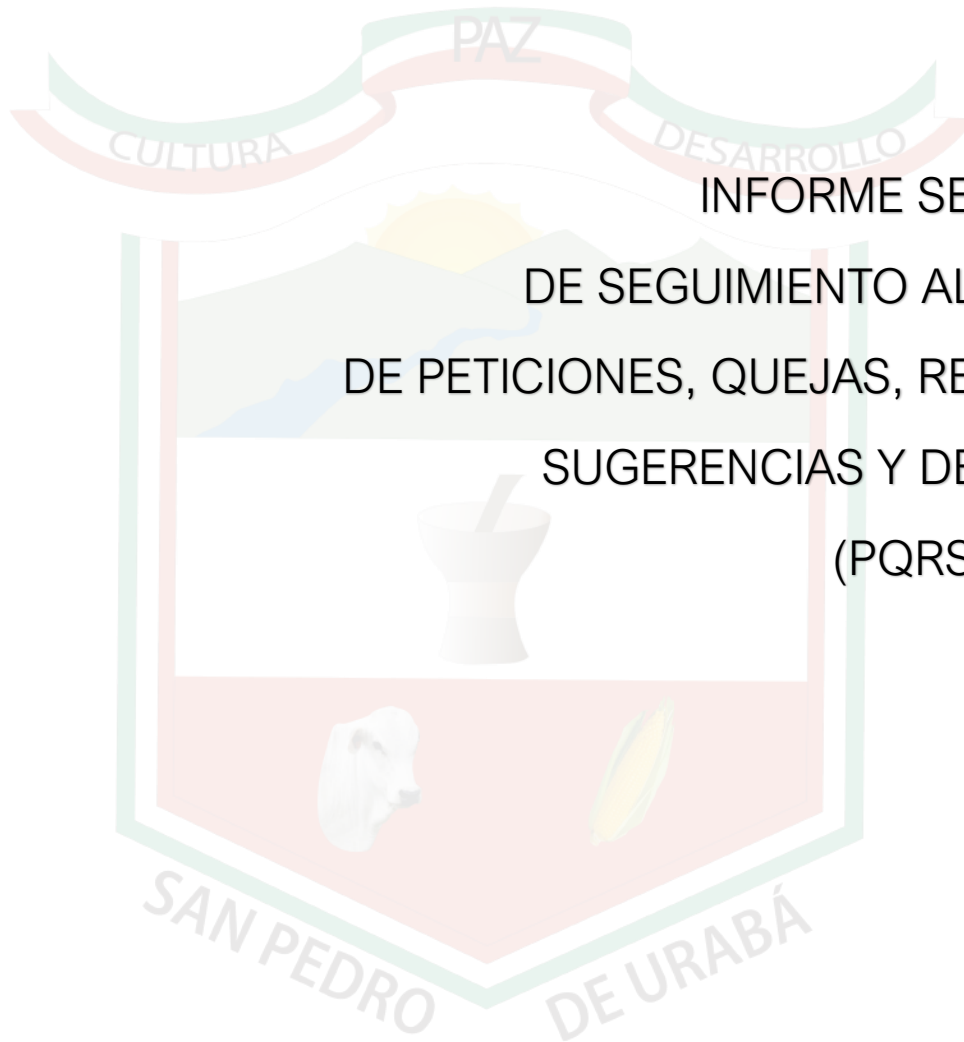 PAZ
CULTURA
DESARROLLO
INFORME SE
DE SEGUIMIENTO AL
DE PETICIONES, QUEJAS, RE
SUGERENCIAS Y DE
(PQRS
SAN PEDRO DE URABÁ